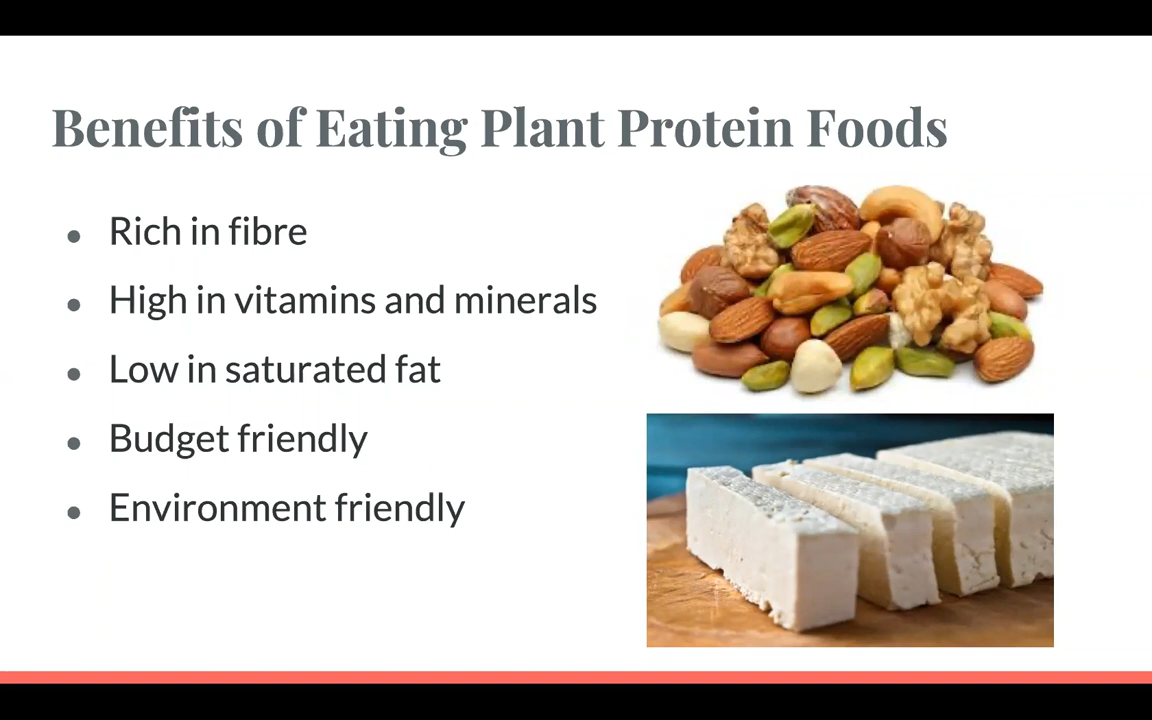 Benefits of Eating Plant Protein Foods
● Rich in fibre
● High in vitamins and minerals
● Low in saturated fat
● Budget friendly
● Environment friendly